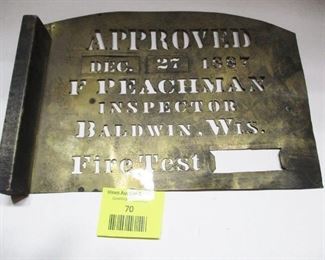 APPROVED
DEC. 27 1887
F PEACHMAN
INSPECTOR
BALDWIN, WIS.
Fire Test
70